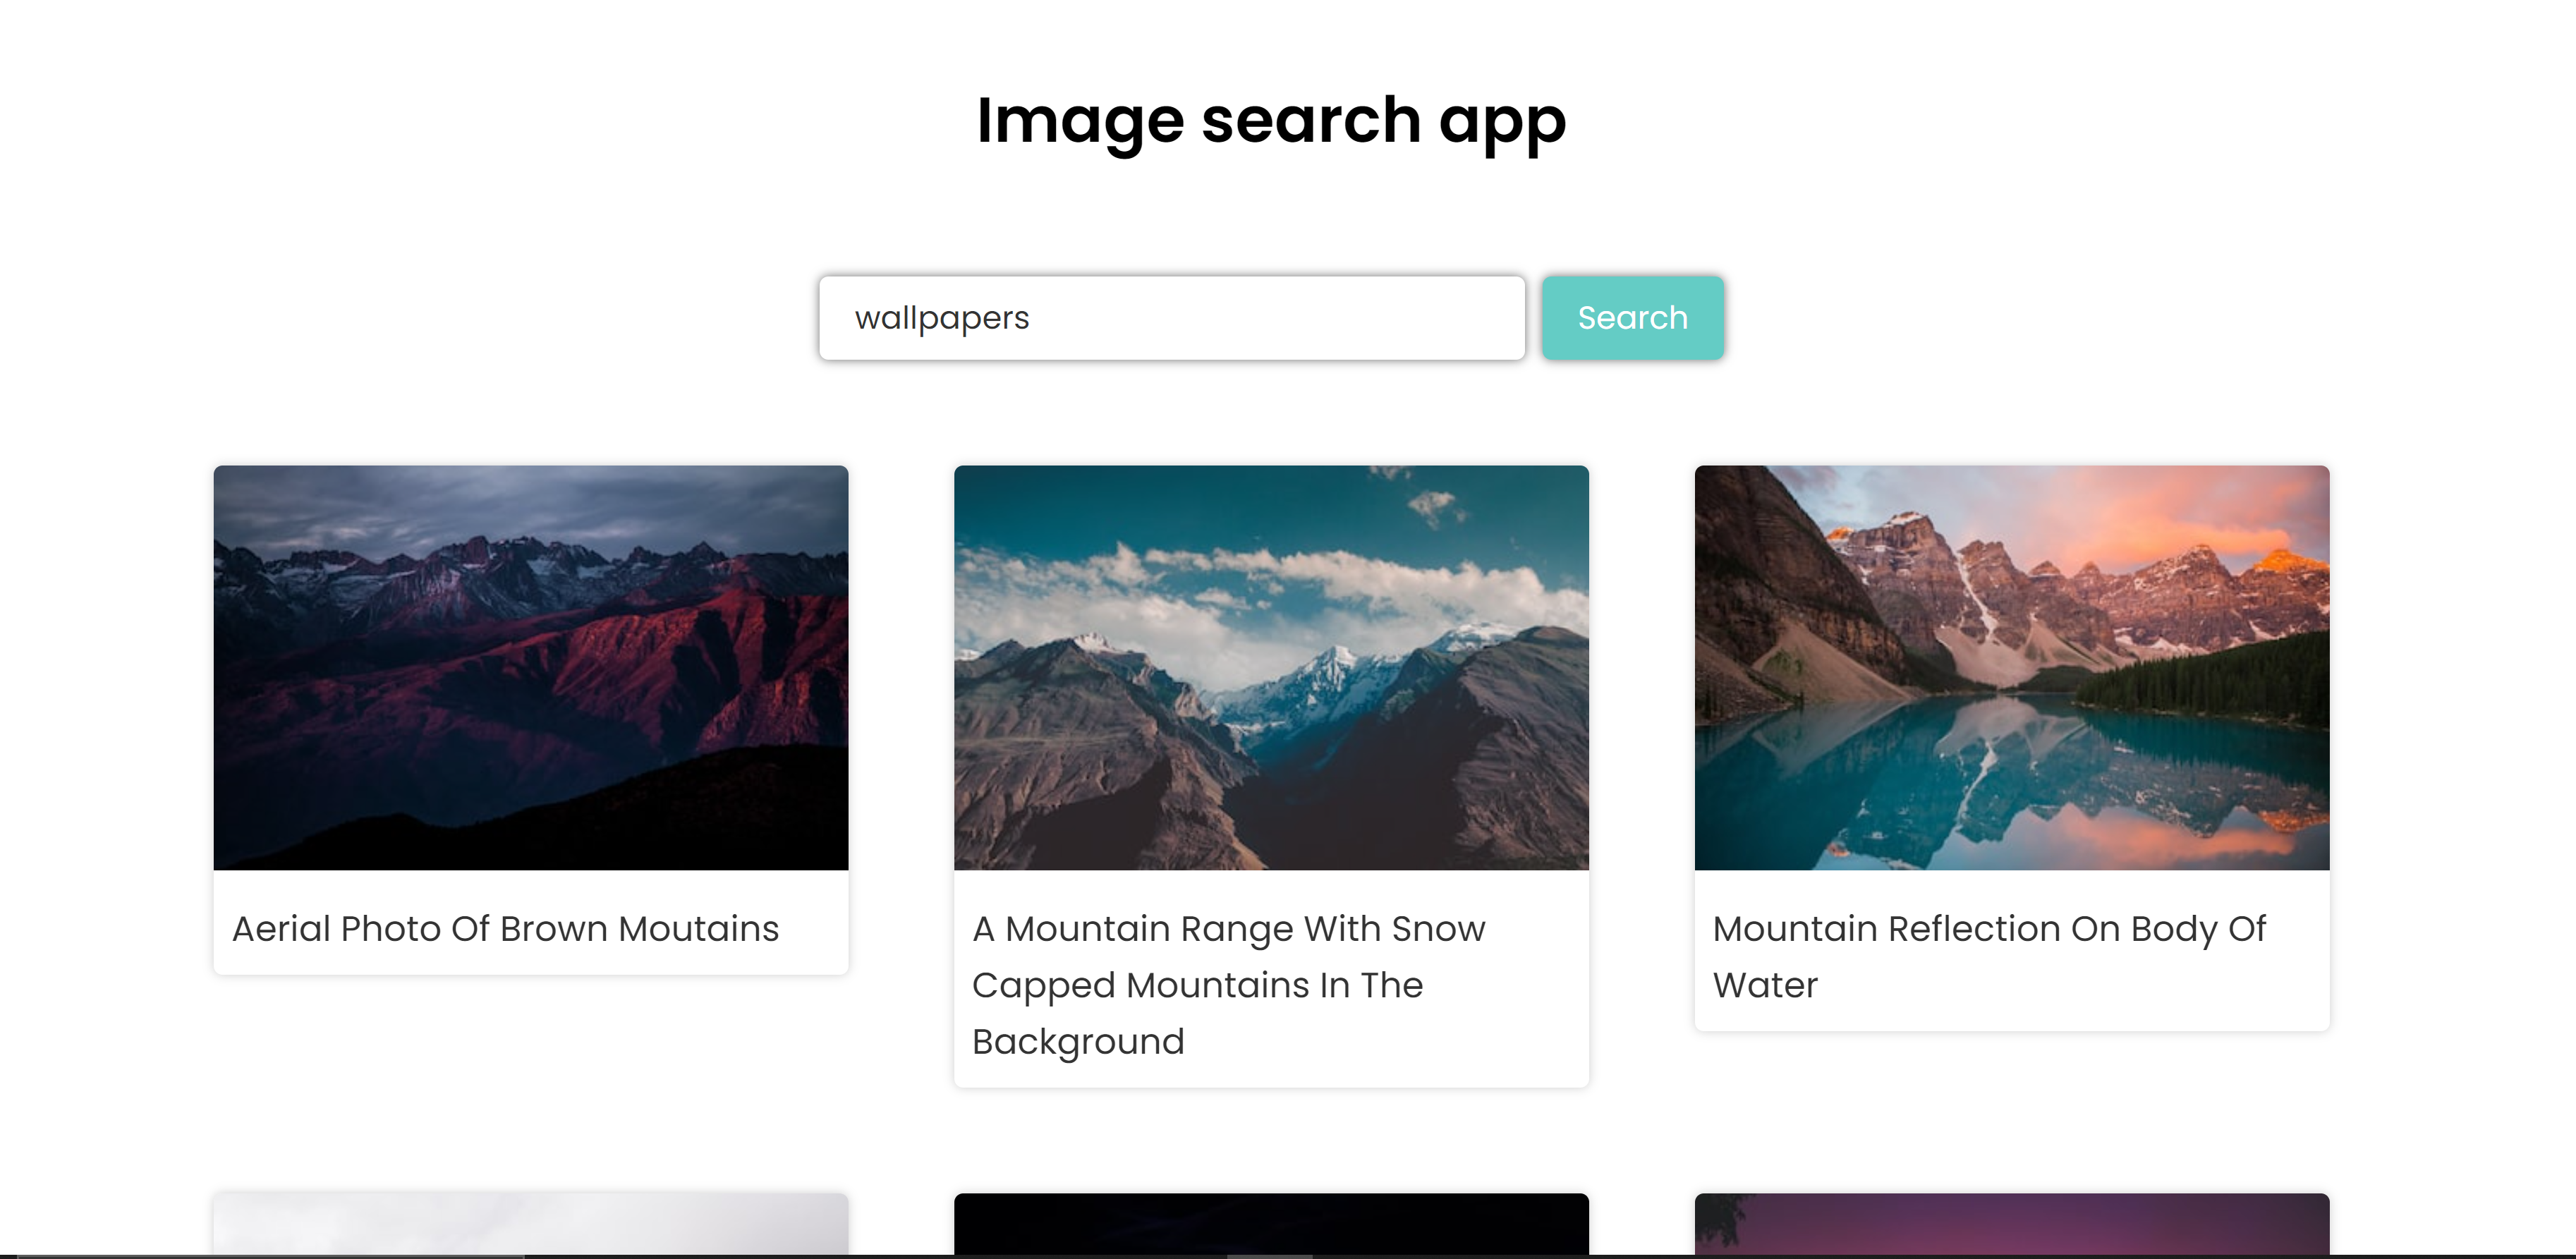 Image search app
wallpapers
Search
Aerial Photo Of Brown Moutains
A Mountain Range With Snow
Capped Mountains In The
Background
Mountain Reflection On Body Of
Water